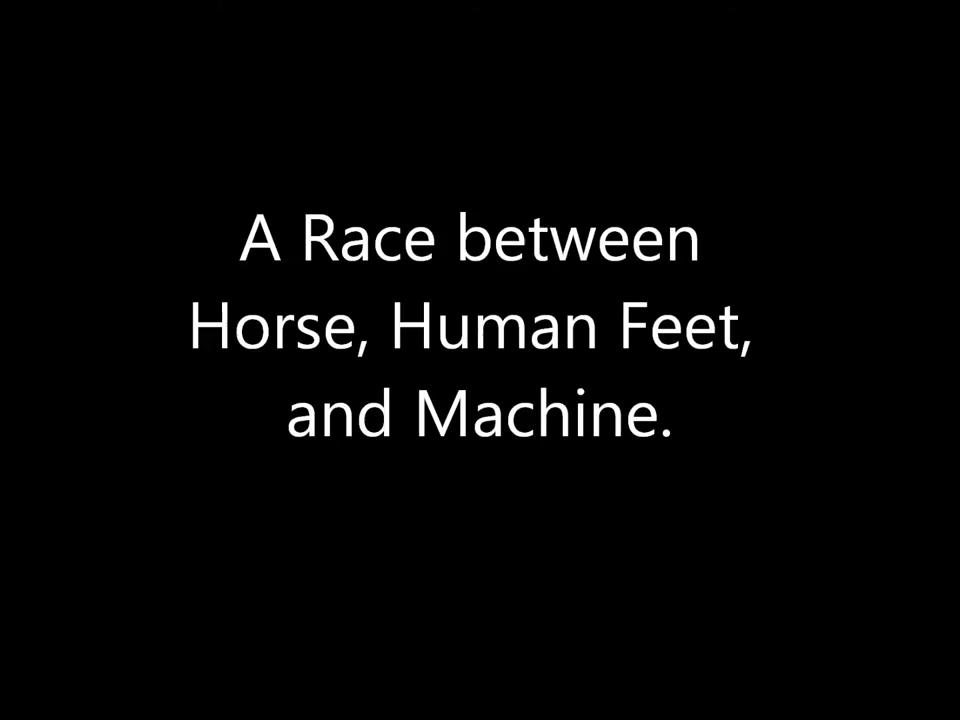 A Race between
Horse, Human Feet,
and Machine.